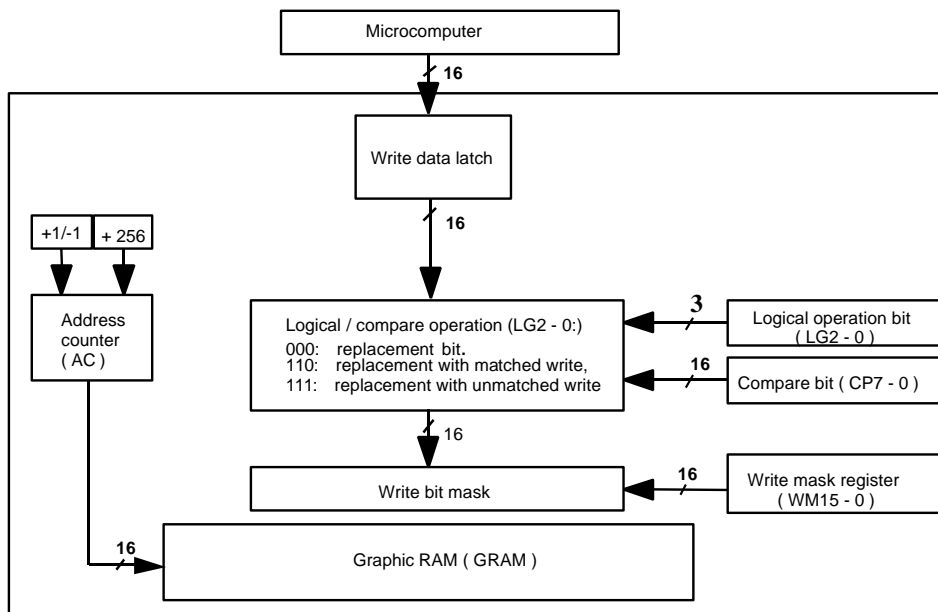 Microcomputer
16
Write data latch
16
+1/-1
+ 256
Address
counter
( AC )
Logical / compare operation (LG2 - 0:)
000: replacement bit.
110: replacement with matched write,
111: replacement with unmatched write
3
Logical operation bit
( LG2 - 0 )
16
Compare bit ( CP7 - 0 )
16
Write bit mask
16
Write mask register
( WM15 - 0 )
16
Graphic RAM ( GRAM )